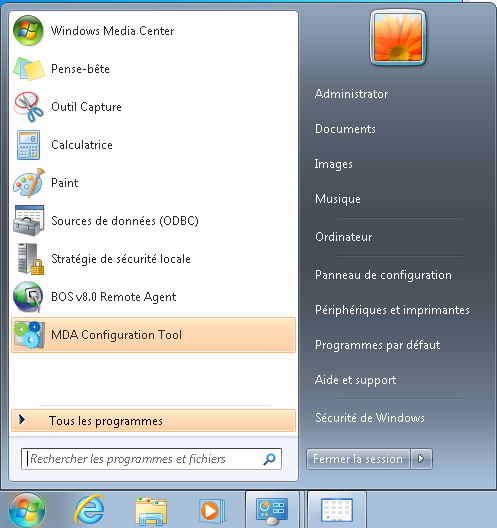 Windows Media Center
Pense-bête
Outil Capture
Calculatrice
Paint
Sources de données (ODBC)
Stratégie de sécurité locale
BOS v8.0 Remote Agent
MDA Configuration Tool
Tous les programmes
Rechercher les programmes et fichiers
Administrator
Documents
Images
Musique
Ordinateur
Panneau de configuration
Périphériques et imprimantes
Programmes par défaut
Aide et support
Sécurité de Windows
Fermer la session